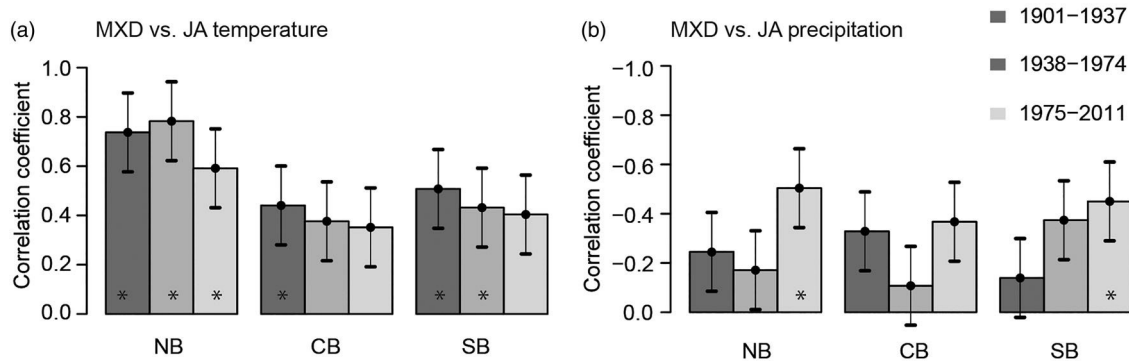 (a) MXD vs. JA temperature
Correlation coefficient
1.0
0.8
0.6
0.4
0.2
0.0
* * * * * *
NB CB SB
(b) MXD vs. JA precipitation
Correlation coefficient
−1.0
−0.8
−0.6
−0.4
−0.2
−0.0
* *
NB CB SB
1901−1937
1938−1974
1975−2011